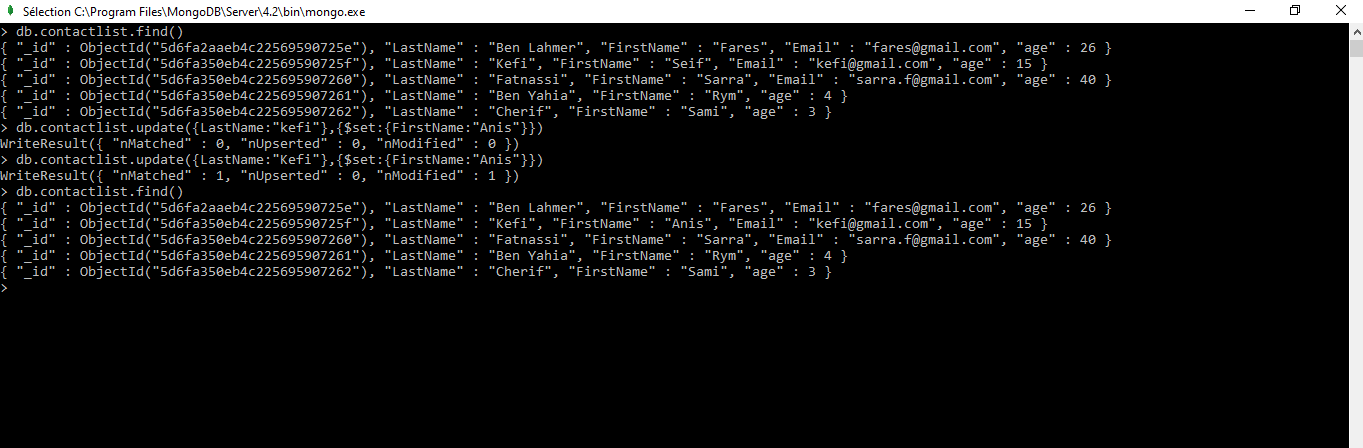 Sélection C:\Program Files\MongoDB\Server\4.2\bin\mongo.exe
> db.contactlist.find()
{ "_id" : ObjectId("5d6fa2aaeb4c22569590725e"), "LastName" : "Ben Lahmer", "FirstName" : "Fares", "Email" : "fares@gmail.com", "age" : 26 }
{ "_id" : ObjectId("5d6fa350eb4c22569590725f"), "LastName" : "Kefi", "FirstName" : "Seif", "Email" : "kefi@gmail.com", "age" : 15 }
{ "_id" : ObjectId("5d6fa350eb4c225695907260"), "LastName" : "Fatnassi", "FirstName" : "Sarra", "Email" : "sarra.f@gmail.com", "age" : 40 }
{ "_id" : ObjectId("5d6fa350eb4c225695907261"), "LastName" : "Ben Yahia", "FirstName" : "Rym", "age" : 4 }
{ "_id" : ObjectId("5d6fa350eb4c225695907262"), "LastName" : "Cherif", "FirstName" : "Sami", "age" : 3 }
> db.contactlist.update({LastName:"kefi"},{$set:{FirstName:"Anis"}})
WriteResult({ "nMatched" : 0, "nUpserted" : 0, "nModified" : 0 })
> db.contactlist.update({LastName:"Kefi"},{$set:{FirstName:"Anis"}})
WriteResult({ "nMatched" : 1, "nUpserted" : 0, "nModified" : 1 })
> db.contactlist.find()
{ "_id" : ObjectId("5d6fa2aaeb4c22569590725e"), "LastName" : "Ben Lahmer", "FirstName" : "Fares", "Email" : "fares@gmail.com", "age" : 26 }
{ "_id" : ObjectId("5d6fa350eb4c22569590725f"), "LastName" : "Kefi", "FirstName" : "Anis", "Email" : "kefi@gmail.com", "age" : 15 }
{ "_id" : ObjectId("5d6fa350eb4c225695907260"), "LastName" : "Fatnassi", "FirstName" : "Sarra", "Email" : "sarra.f@gmail.com", "age" : 40 }
{ "_id" : ObjectId("5d6fa350eb4c225695907261"), "LastName" : "Ben Yahia", "FirstName" : "Rym", "age" : 4 }
{ "_id" : ObjectId("5d6fa350eb4c225695907262"), "LastName" : "Cherif", "FirstName" : "Sami", "age" : 3 }
>